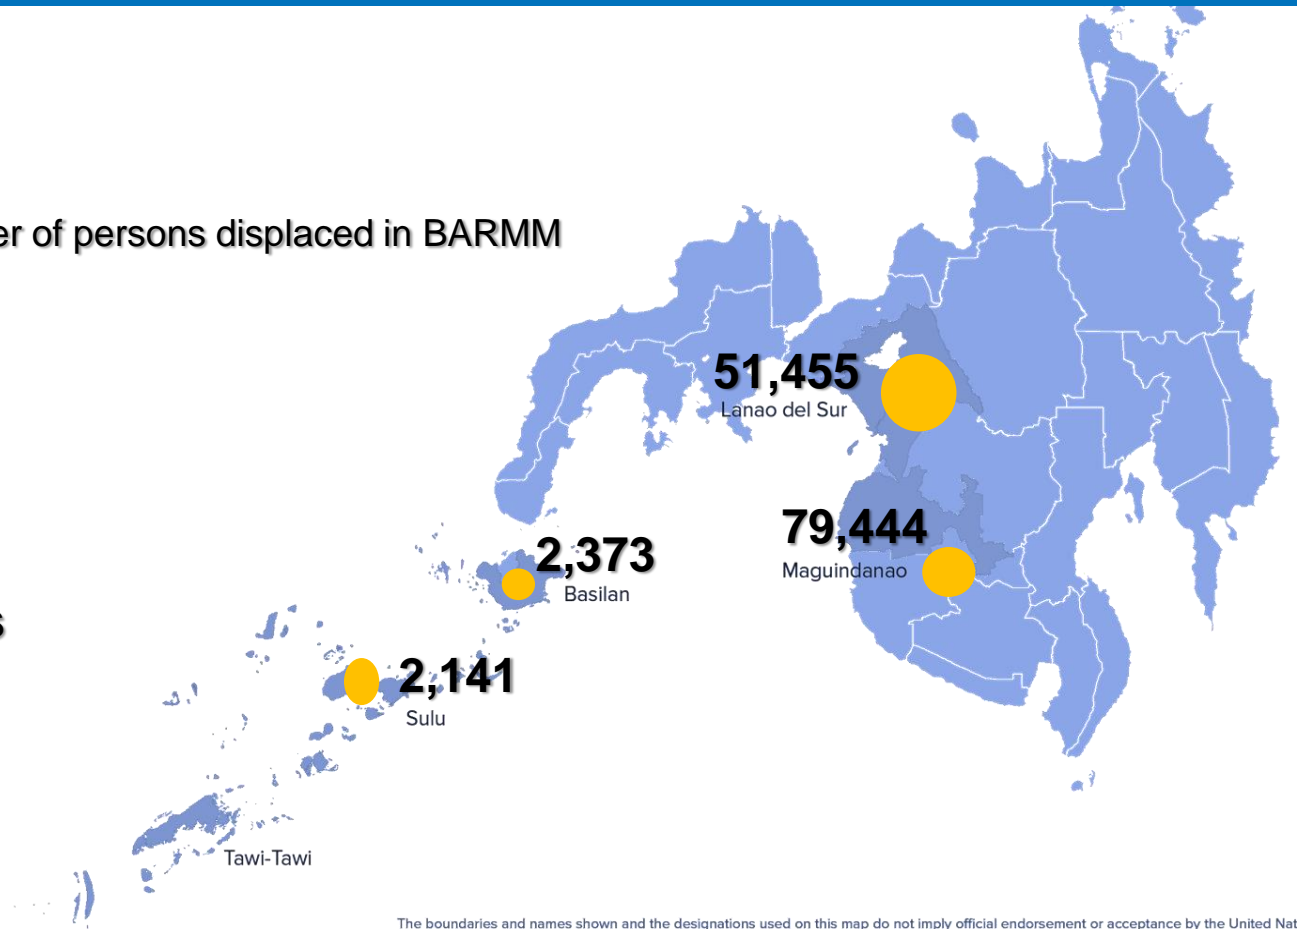 er of persons displaced in BARMM
51,455
Lanao del Sur
79,444
Maguindanao
2,373
Basilan
s
2,141
Sulu
Tawi-Tawi
The boundaries and names shown and the designations used on this map do not imply official endorsement or acceptance by the United Nat